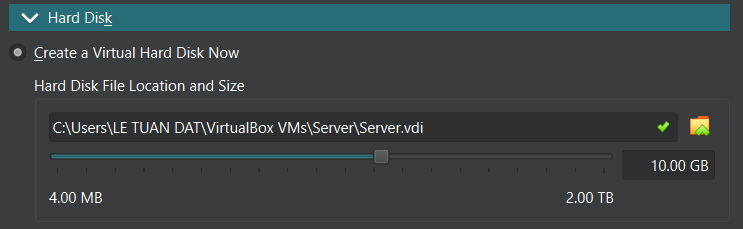 Hard Disk
Create a Virtual Hard Disk Now
Hard Disk File Location and Size
C:\Users\LE TUAN DAT\VirtualBox VMs\Server\Server.vdi
10.00 GB
4.00 MB 2.00 TB